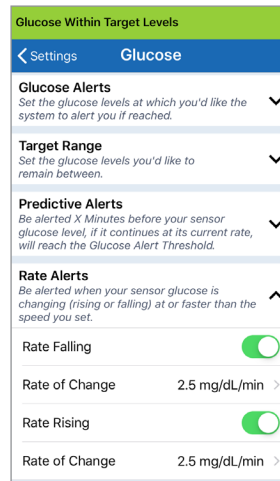 Glucose Within Target Levels
Settings Glucose
Glucose Alerts
Set the glucose levels at which you'd like the
system to alert you if reached.
Target Range
Set the glucose levels you'd like to
remain between.
Predictive Alerts
Be alerted X Minutes before your sensor
glucose level, if it continues at its current rate,
will reach the Glucose Alert Threshold.
Rate Alerts
Be alerted when your sensor glucose is
changing (rising or falling) at or faster than the
speed you set.
Rate Falling
Rate of Change 2.5 mg/dL/min
Rate Rising
Rate of Change 2.5 mg/dL/min